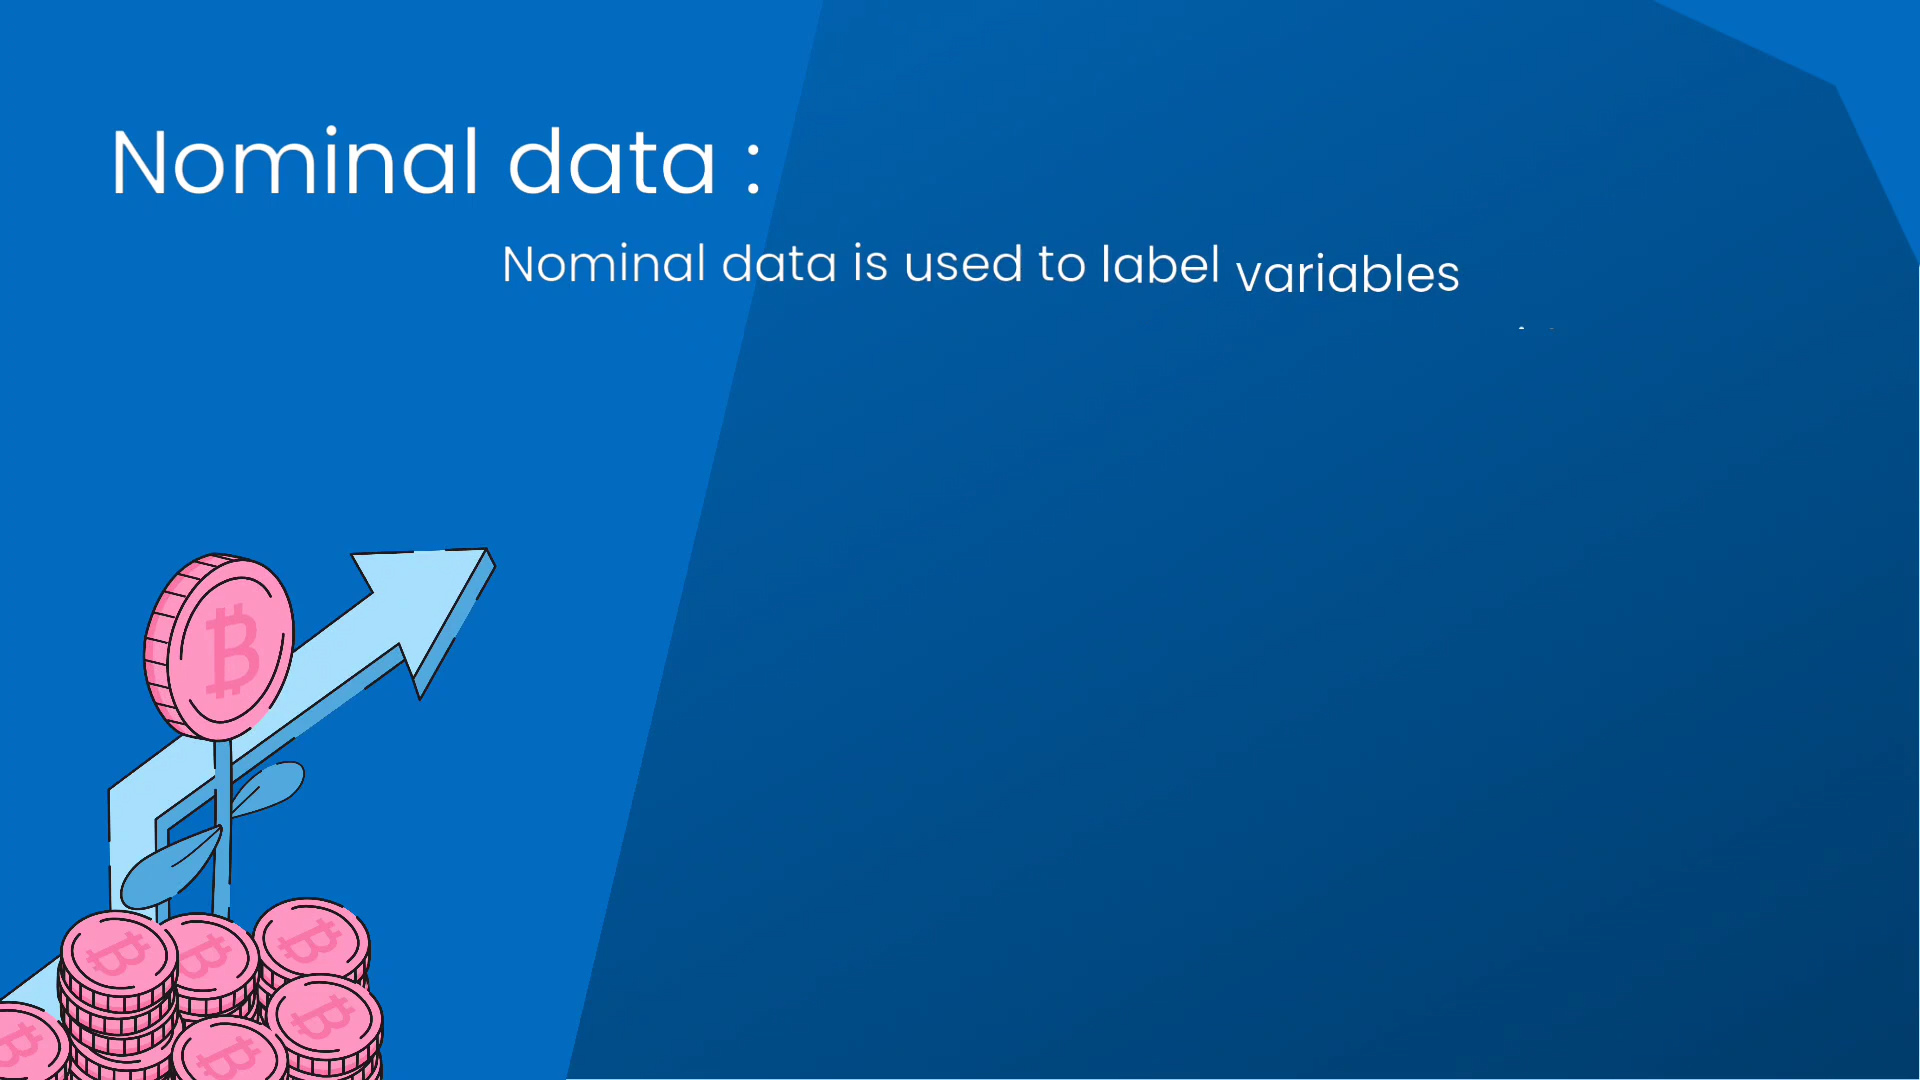 Nominal data :
Nominal data is used to label variables